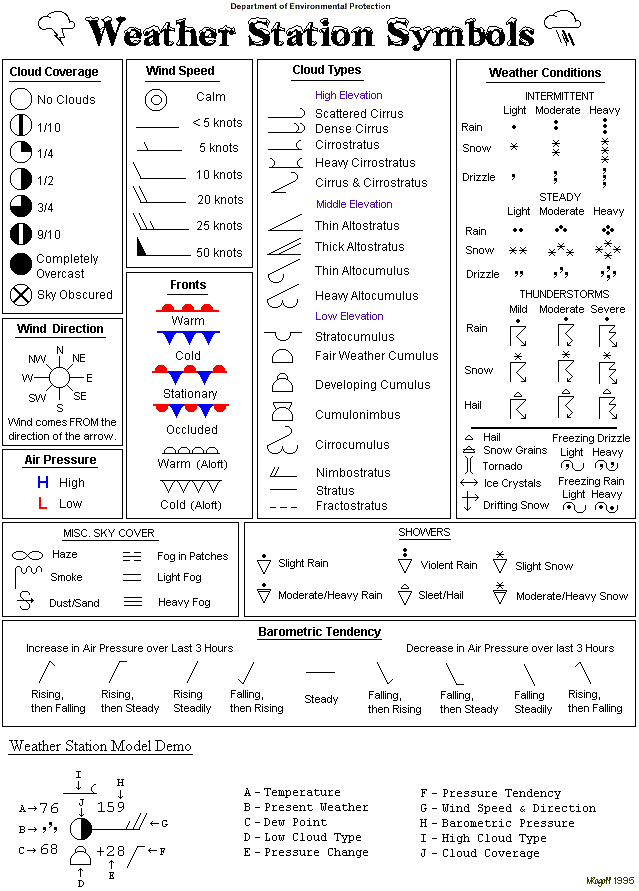 Department of Environmental Protection
Weather Station Symbols
Cloud Coverage
No Clouds
1/10
1/4
1/2
3/4
9/10
Completely
Overcast
Sky Obscured
Wind Direction
N
NW NE
W E
SW SE
S
Wind comes FROM the
direction of the arrow.
Air Pressure
H High
L Low
Wind Speed
Calm
< 5 knots
5 knots
10 knots
20 knots
25 knots
50 knots
Fronts
Warm
Cold
Stationary
Occluded
Warm (Aloft)
Cold (Aloft)
Cloud Types
High Elevation
Scattered Cirrus
Dense Cirrus
Cirrostratus
Heavy Cirrostratus
Cirrus & Cirrostratus
Middle Elevation
Thin Altostratus
Thick Altostratus
Thin Altocumulus
Heavy Altocumulus
Low Elevation
Stratocumulus
Fair Weather Cumulus
Developing Cumulus
Cumulonimbus
Cirrocumulus
Nimbostratus
Stratus
Fractostratus
Weather Conditions
INTERMITTENT
Light Moderate Heavy
Rain
Snow
Drizzle
STEADY
Light Moderate Heavy
Rain
Snow
Drizzle
THUNDERSTORMS
Mild Moderate Severe
Rain
Snow
Hail
Hail
Snow Grains
Tornado
Ice Crystals
Drifting Snow
Freezing Drizzle
Light Heavy
Freezing Rain
Light Heavy
MISC. SKY COVER
Haze Fog in Patches
Smoke Light Fog
Dust/Sand Heavy Fog
SHOWERS
Slight Rain Violent Rain Slight Snow
Moderate/Heavy Rain Sleet/Hail Moderate/Heavy Snow
Barometric Tendency
Increase in Air Pressure over Last 3 Hours Decrease in Air Pressure over last 3 Hours
Rising, Rising, Rising Falling, Steady Falling, Falling, Falling Rising,
then Falling then Steady Steadily then Rising then Rising then Steady Steadily then Falling
Weather Station Model Demo
I
H
J
A 76 159
B G
C 68 +28 F
D E
A - Temperature
B - Present Weather
C - Dew Point
D - Low Cloud Type
E - Pressure Change
F - Pressure Tendency
G - Wind Speed & Direction
H - Barometric Pressure
I - High Cloud Type
J - Cloud Coverage
1995